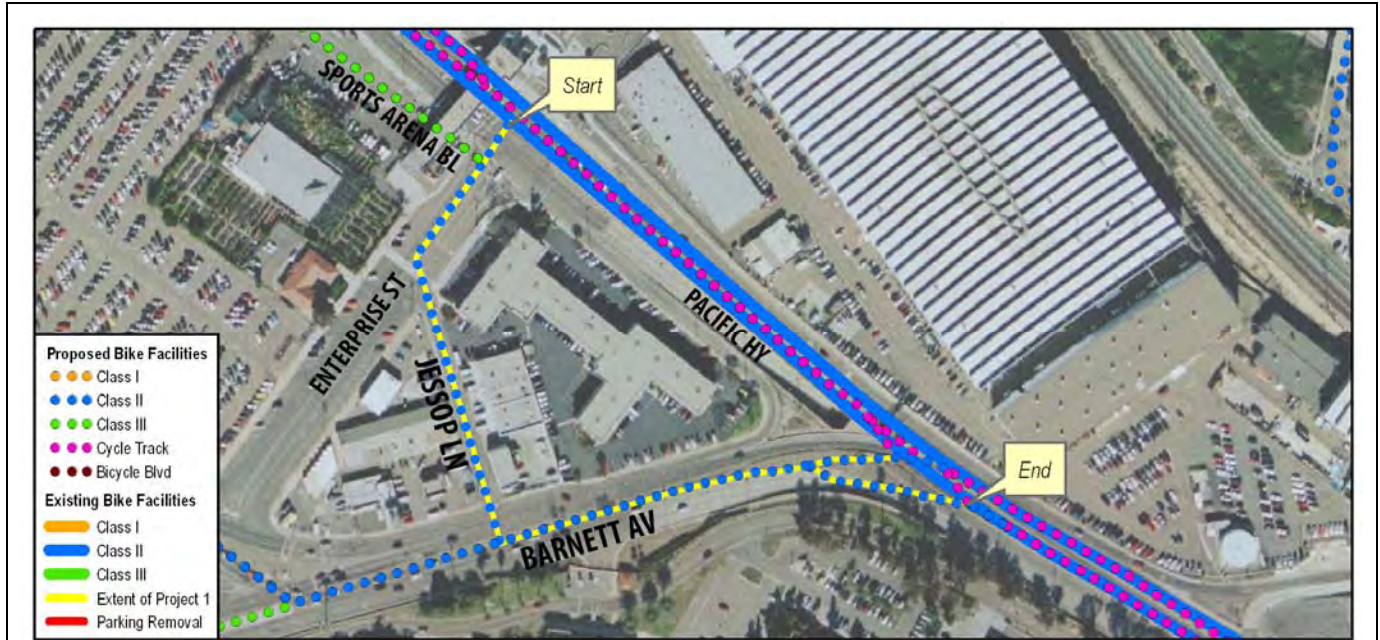 Start
SPORTS ARENA BL
ENTERPRISE ST
JESSOP LN
PACIFIC HY
BARNETT AV
End
Proposed Bike Facilities
Class I
Class II
Class III
Cycle Track
Bicycle Blvd
Existing Bike Facilities
Class I
Class II
Class III
Extent of Project 1
Parking Removal